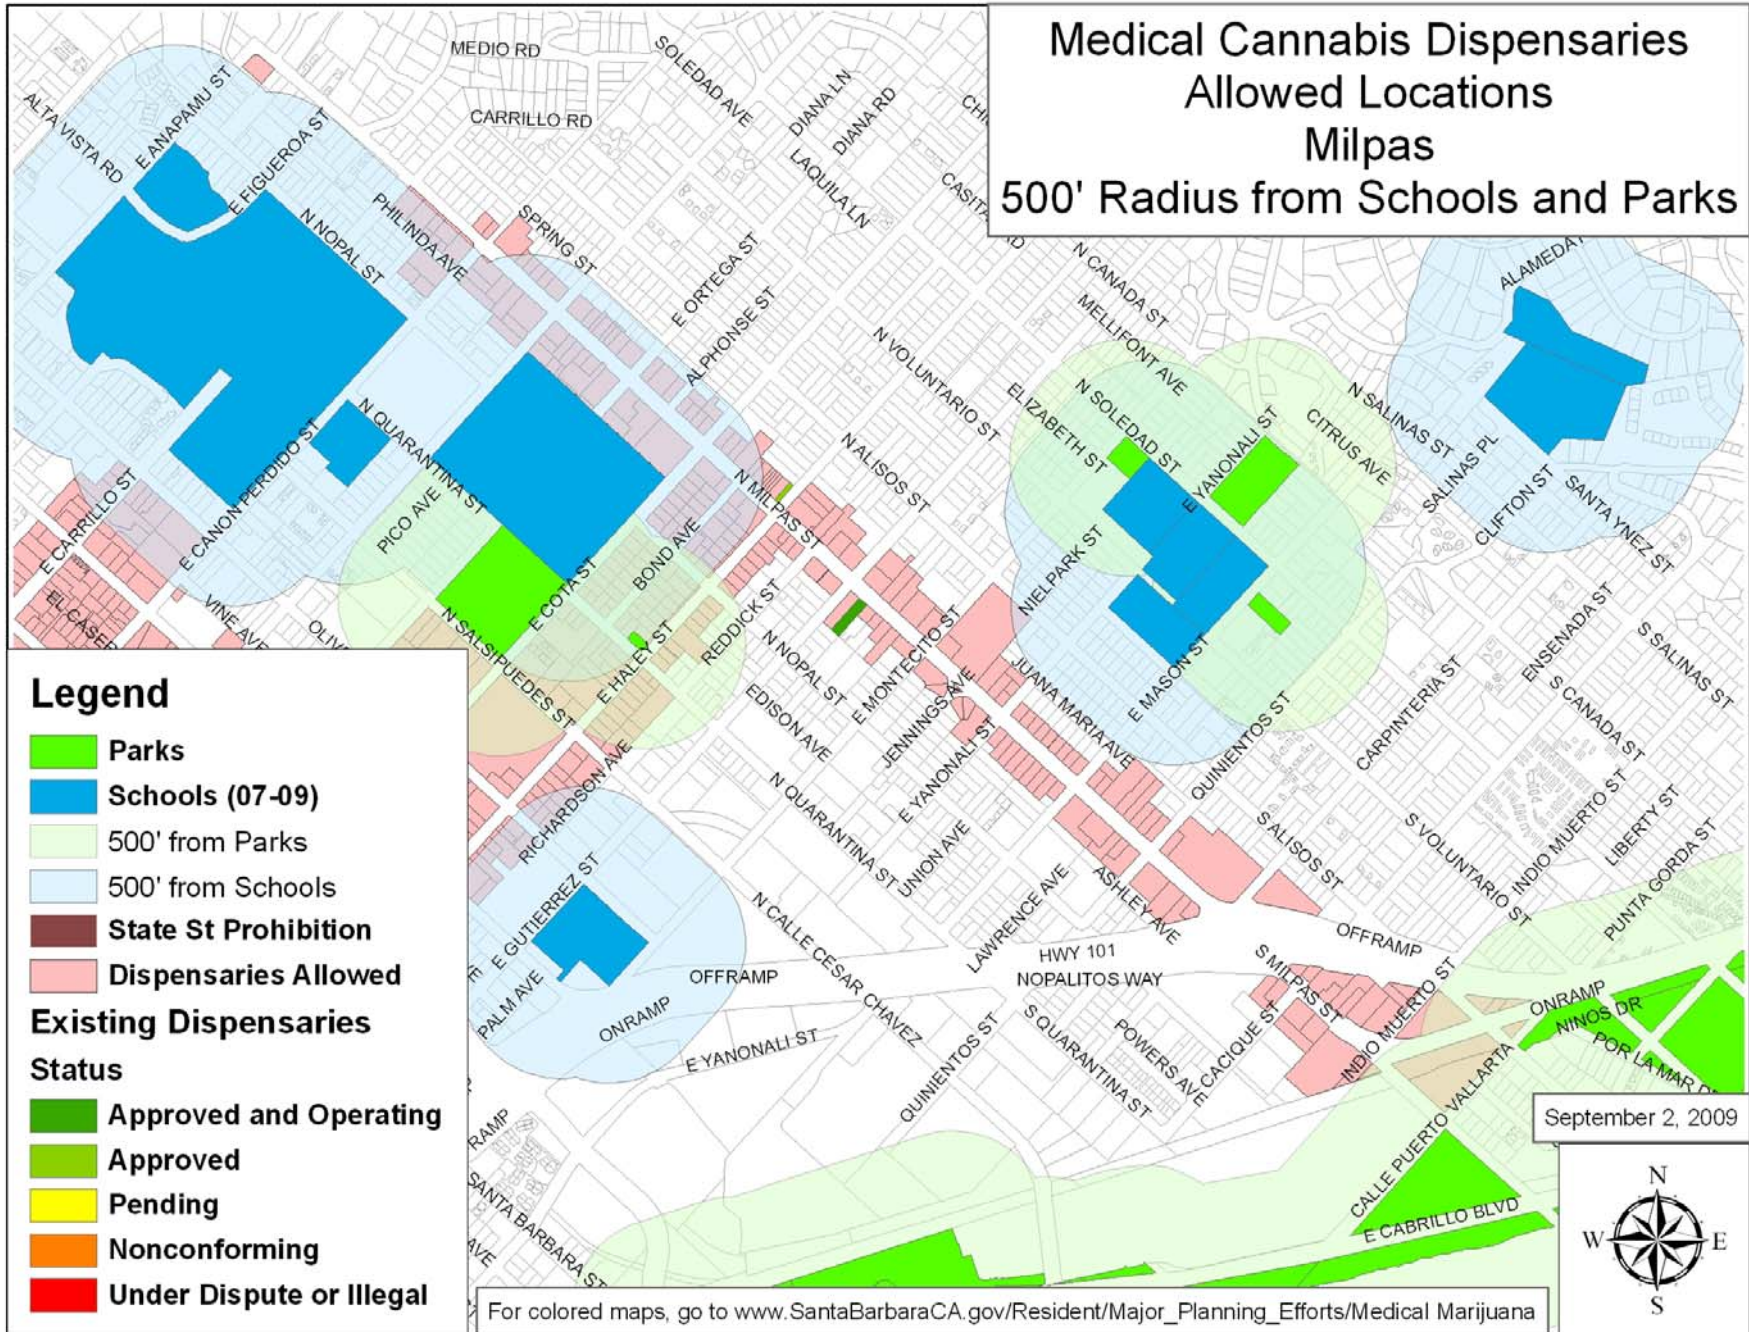 Medical Cannabis Dispensaries
Allowed Locations
Milpas
500' Radius from Schools and Parks
MEDIO RD
SOLEDAD AVE
CARRILLO RD
DIANA LN
DIANA RD
LAQUILA LN
ALTA VISTA RD
E ANAPAMU ST
E FIGUEROA ST
N NOPAL ST
PHILINDA AVE
SPRING ST
E ORTEGA ST
ALPHONSE ST
N CANADA ST
MELLIFONT AVE
N VOLUNTARIO ST
ELIZABETH ST
N SOLEDAD ST
E YANONALI ST
CITRUS AVE
N SALINAS ST
SALINAS PL
CLIFTON ST
SANTA YNEZ ST
N ALISOS ST
N MILPAS ST
N QUARANTINA ST
PICO AVE
E CARRILLO ST
E CANON PERDIDO ST
BOND AVE
E COTA ST
N SALSIPUEDES ST
E HALEY ST
REDDICK ST
VINE AVE
N NOPAL ST
EDISON AVE
E MONTECITO ST
JENNINGS AVE
E YANONALI ST
JUANA MARIA AVE
NIELPARK ST
E MASON ST
QUINIENTOS ST
CARPINTERIA ST
ENSENADA ST
S SALINAS ST
S CANADA ST
INDIO MUERTO ST
LIBERTY ST
PUNTA GORDA ST
S VOLUNTARIO ST
S ALISOS ST
RICHARDSON AVE
N QUARANTINA ST
UNION AVE
LAWRENCE AVE
ASHLEY AVE
E GUTIERREZ ST
PALM AVE
N CALLE CESAR CHAVEZ
OFFRAMP
ONRAMP
HWY 101
NOPALITOS WAY
OFFRAMP
S MILPAS ST
INDIO MUERTO ST
ONRAMP
NINOS DR
E YANONALI ST
QUINIENTOS ST
S QUARANTINA ST
POWERS AVE
E CACIQUE ST
CALLE PUERTO VALLARTA
E CABRILLO BLVD
SANTA BARBARA ST
Legend
Parks
Schools (07-09)
500' from Parks
500' from Schools
State St Prohibition
Dispensaries Allowed
Existing Dispensaries
Status
Approved and Operating
Approved
Pending
Nonconforming
Under Dispute or Illegal
September 2, 2009
N
W E
S
For colored maps, go to www.SantaBarbaraCA.gov/Resident/Major_Planning_Efforts/Medical Marijuana